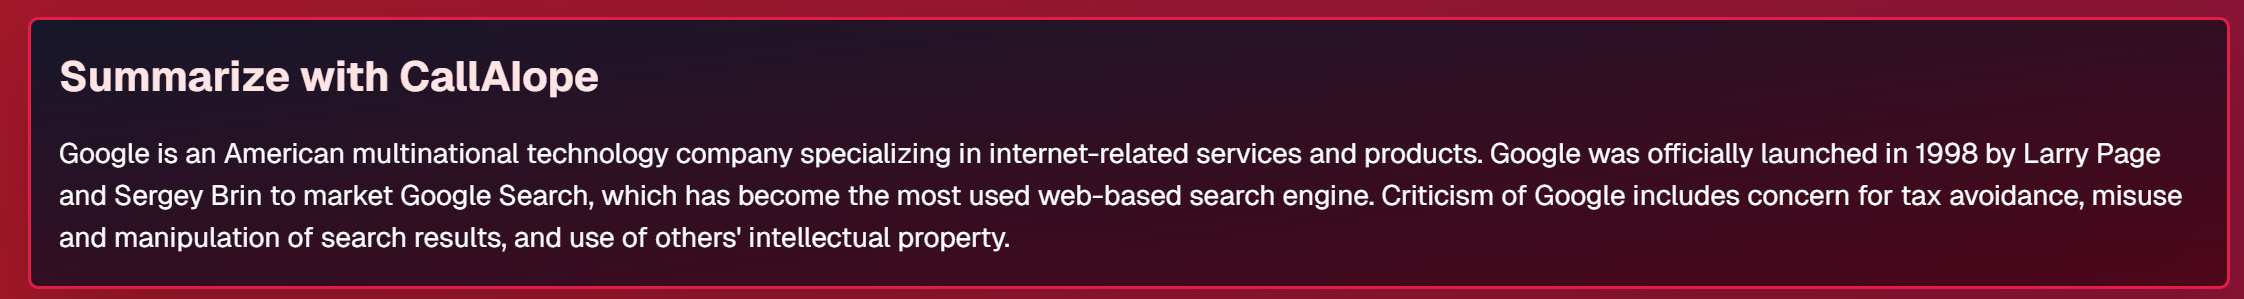 Summarize with CallAIope
Google is an American multinational technology company specializing in internet-related services and products. Google was officially launched in 1998 by Larry Page
and Sergey Brin to market Google Search, which has become the most used web-based search engine. Criticism of Google includes concern for tax avoidance, misuse
and manipulation of search results, and use of others' intellectual property.